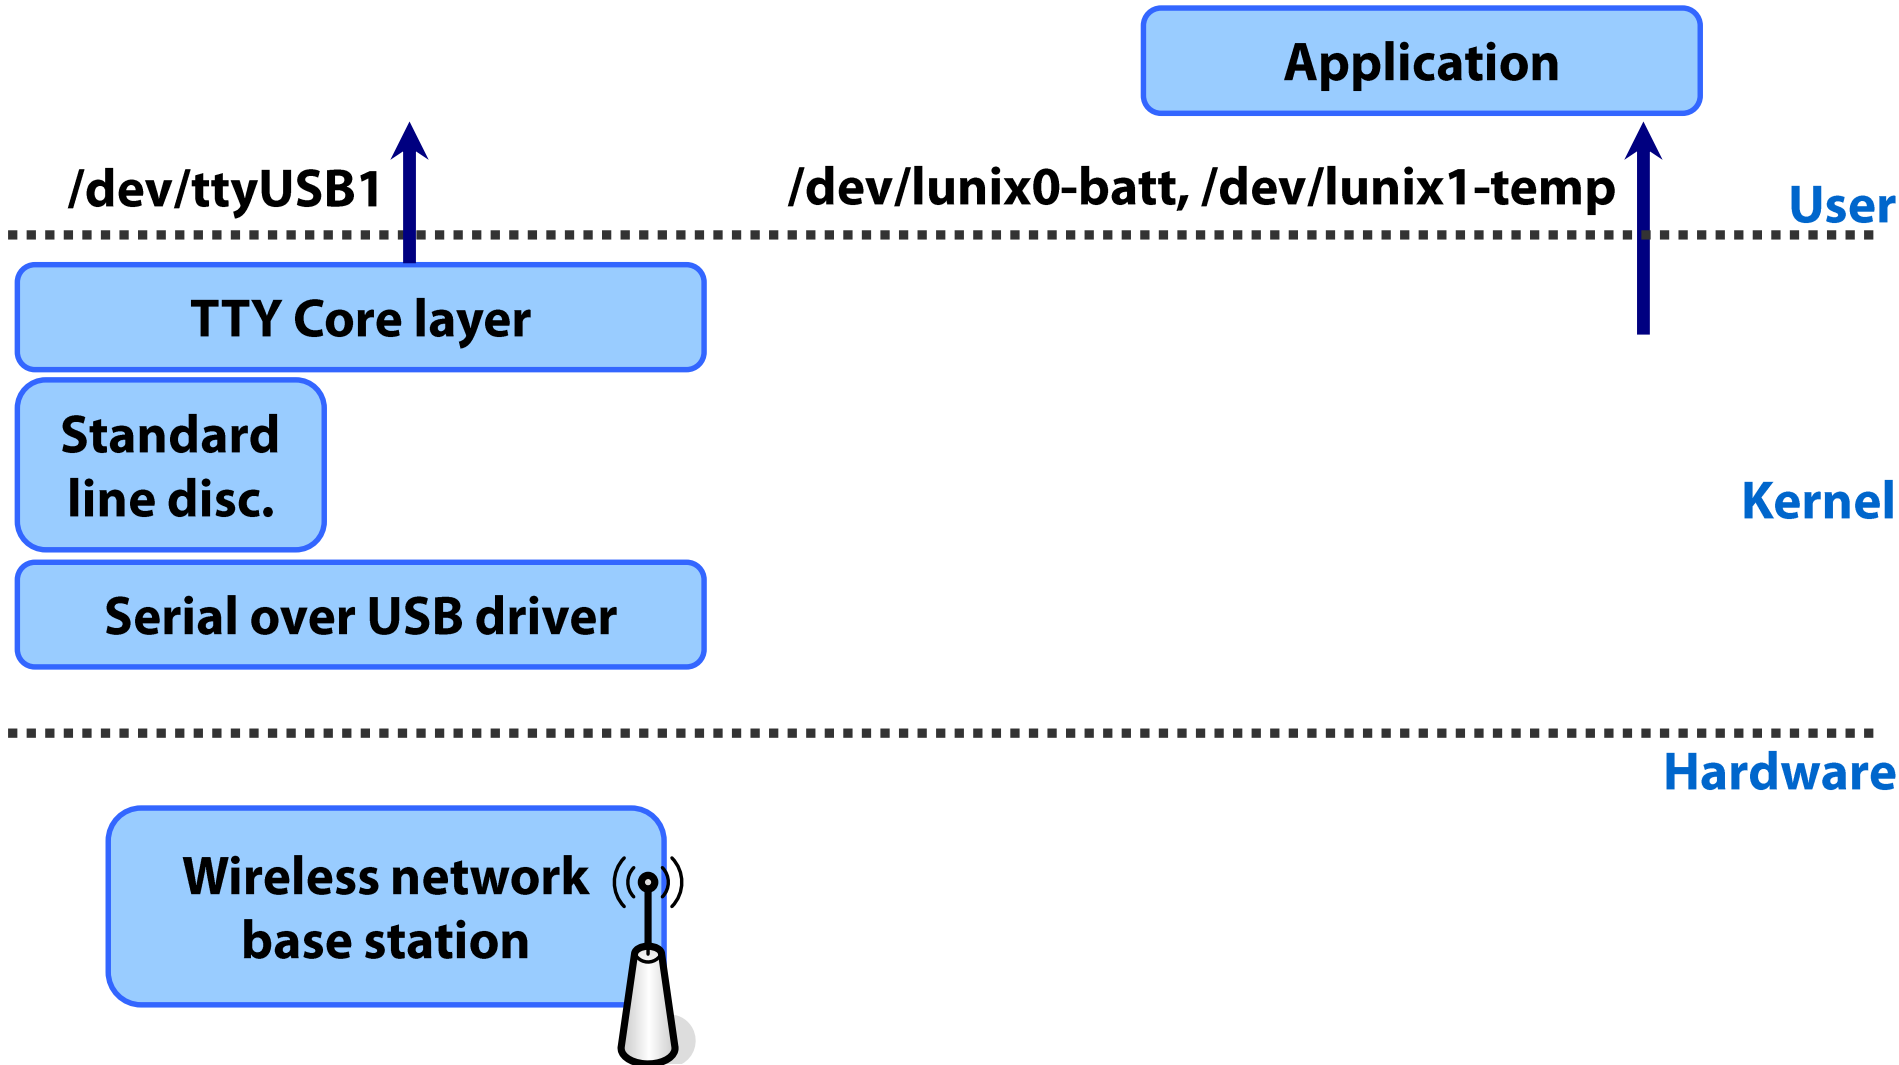 Application
/dev/ttyUSB1
/dev/lunix0-batt, /dev/lunix1-temp
User
TTY Core layer
Standard
line disc.
Kernel
Serial over USB driver
Hardware
Wireless network
base station